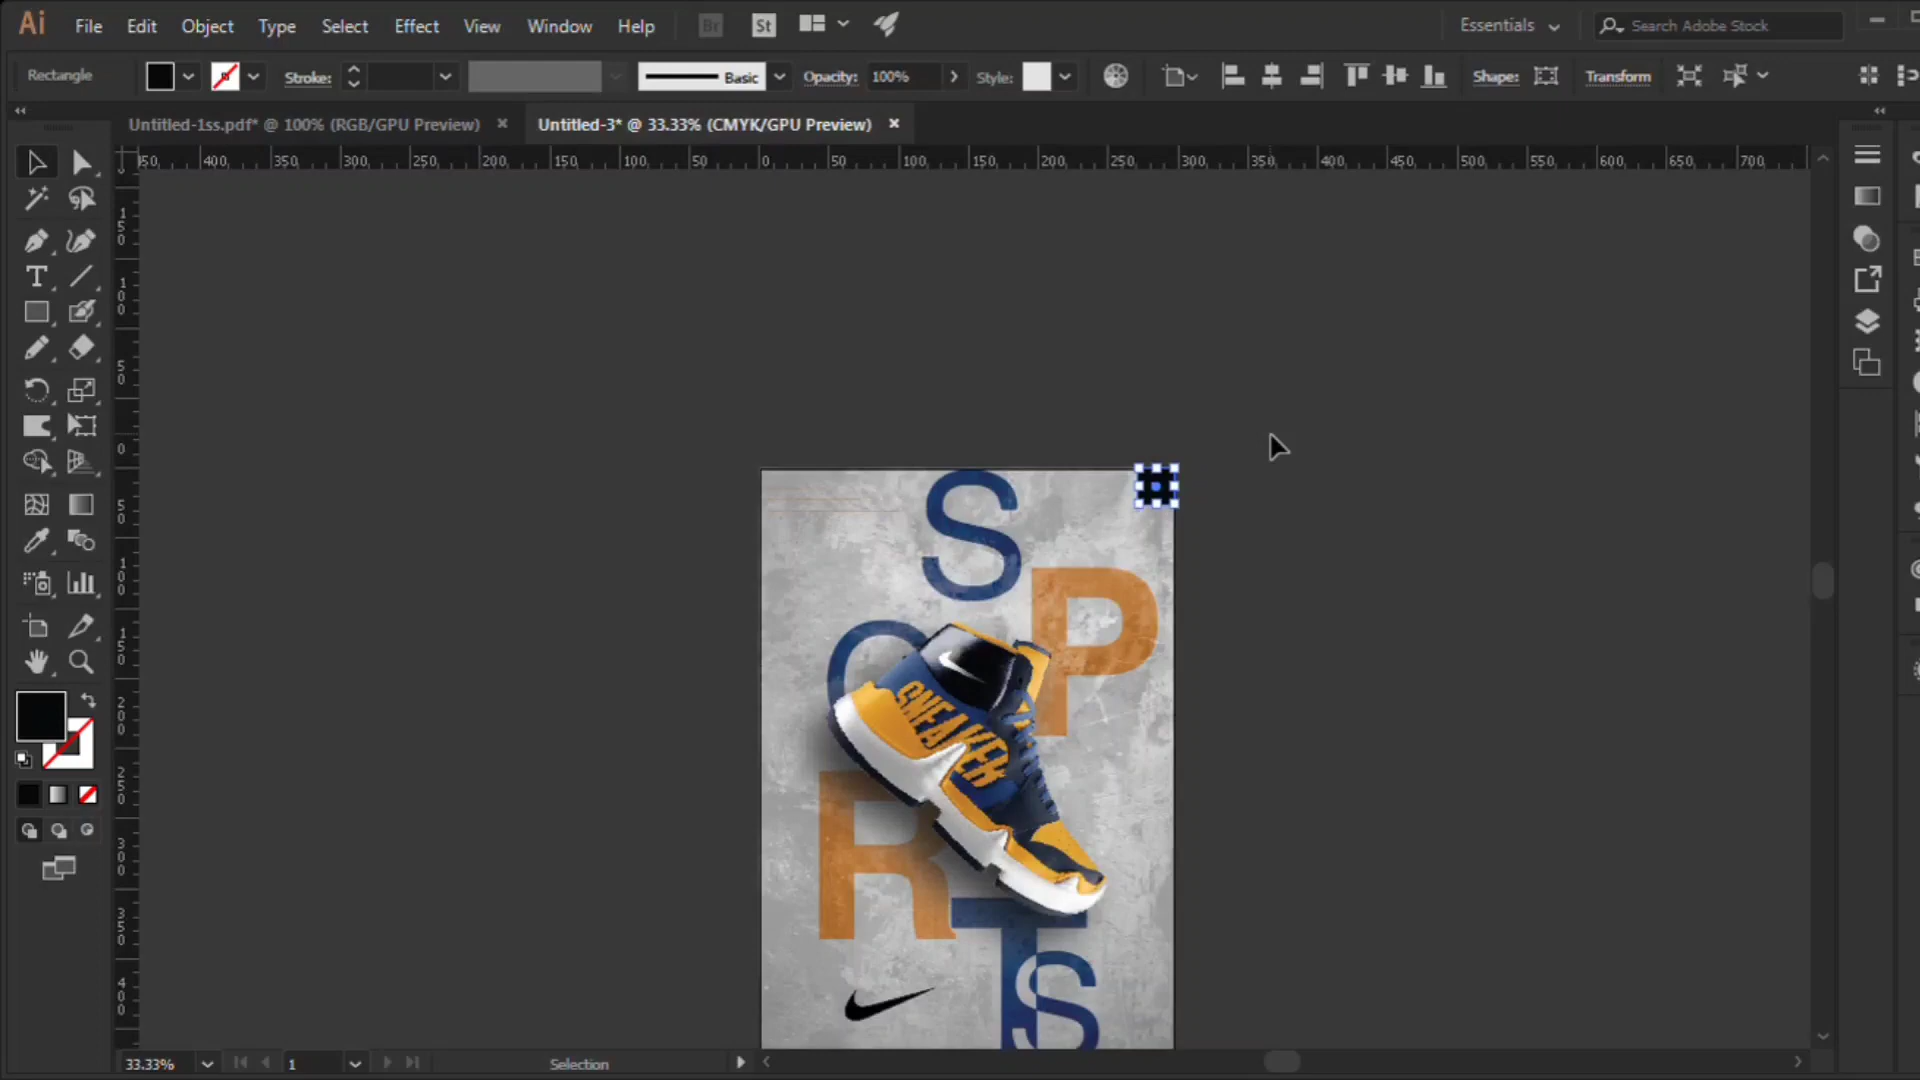 Ai File Edit Object Type Select Effect View Window Help Br St Essentials Search Adobe Stock
Rectangle Stroke: Basic Opacity: 100% Style: Shape: Transform
Untitled-1ss.pdf* @ 100% (RGB/GPU Preview) × Untitled-3* @ 33.33% (CMYK/GPU Preview) ×
450 400 350 300 250 200 150 100 50 0 50 100 150 200 250 300 350 400 450 500 550 600 650 700
150
100
50
0
50
100
150
200
250
300
350
400
S
P
O
SNEAKER
R
T
S
33.33% 1 Selection